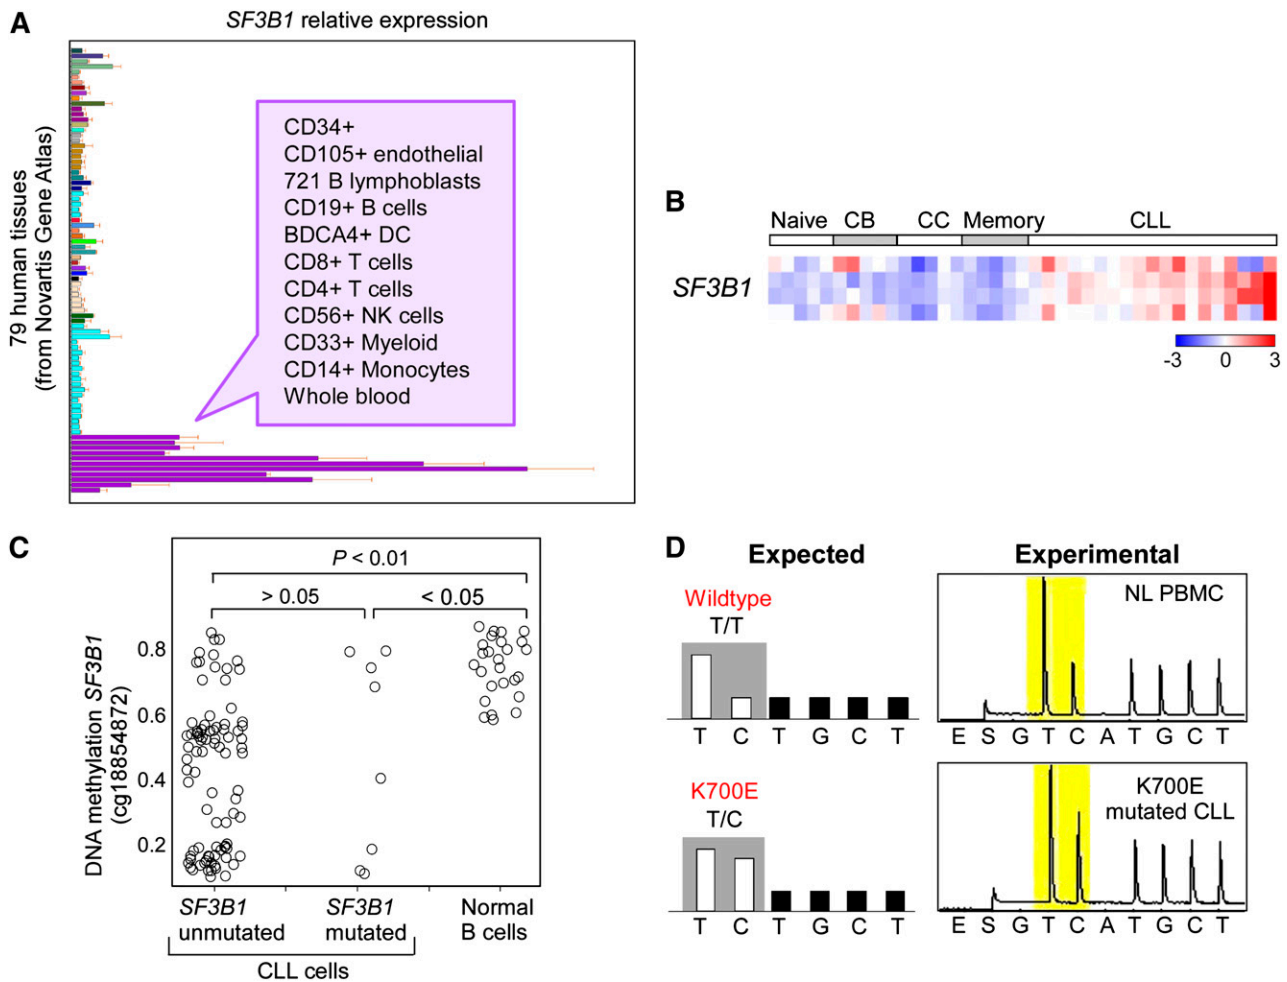 A
SF3B1 relative expression
79 human tissues
(from Novartis Gene Atlas)
CD34+
CD105+ endothelial
721 B lymphoblasts
CD19+ B cells
BDCA4+ DC
CD8+ T cells
CD4+ T cells
CD56+ NK cells
CD33+ Myeloid
CD14+ Monocytes
Whole blood
B
Naive CB CC Memory CLL
SF3B1
-3 0 3
C
P < 0.01
> 0.05 < 0.05
DNA methylation SF3B1
(cg18854872)
0.8
0.6
0.4
0.2
SF3B1
unmutated
SF3B1
mutated
Normal
B cells
CLL cells
D
Expected
Experimental
Wildtype
T/T
T C T G C T
NL PBMC
E S G T C A T G C T
K700E
T/C
T C T G C T
K700E
mutated CLL
E S G T C A T G C T